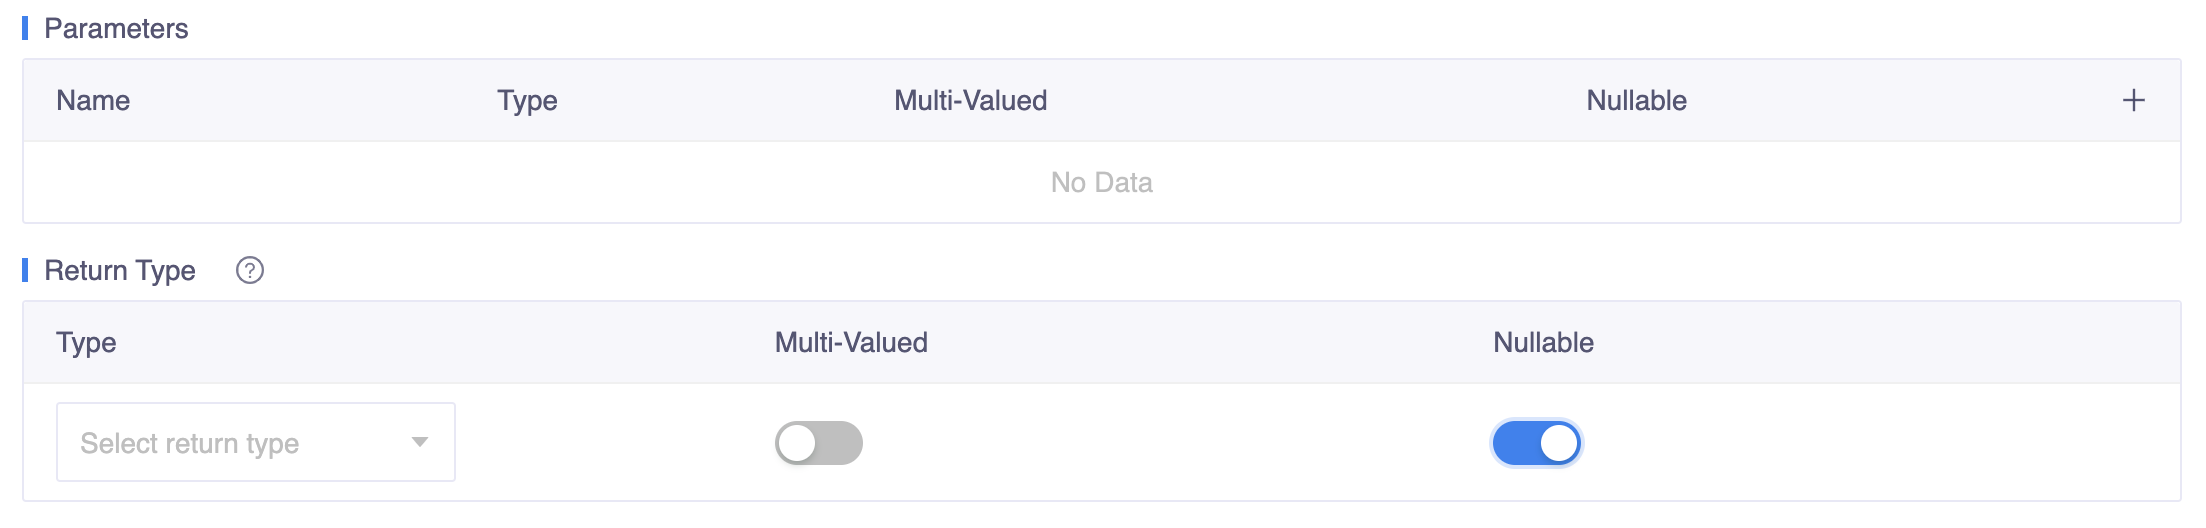 Parameters
Name Type Multi-Valued Nullable +
No Data
Return Type ?
Type Multi-Valued Nullable
Select return type